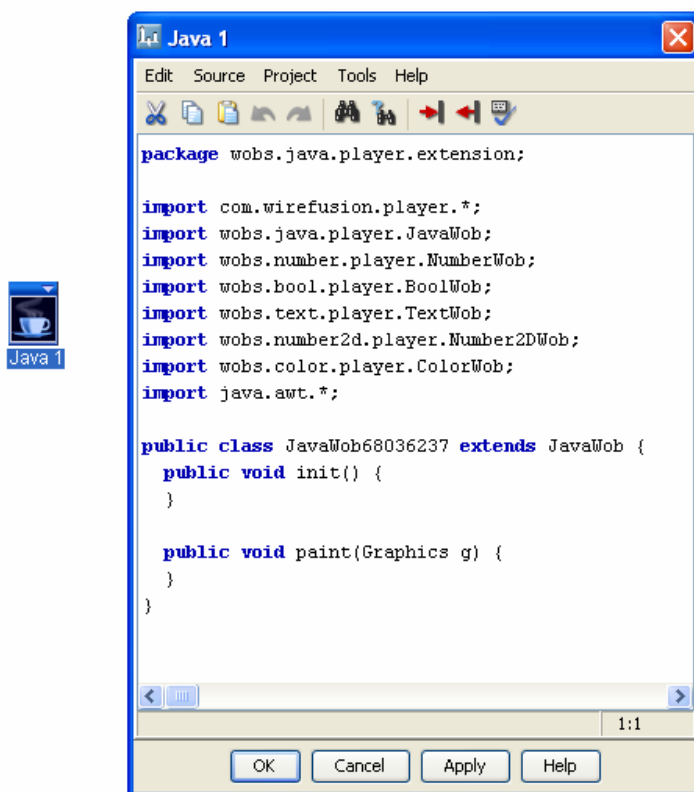 Java 1
Edit Source Project Tools Help
package wobs.java.player.extension;
import com.wirefusion.player.*;
import wobs.java.player.JavaWob;
import wobs.number.player.NumberWob;
import wobs.bool.player.BoolWob;
import wobs.text.player.TextWob;
import wobs.number2d.player.Number2DWob;
import wobs.color.player.ColorWob;
import java.awt.*;
public class JavaWob68036237 extends JavaWob {
public void init() {
}
public void paint(Graphics g) {
}
}
1:1
OK Cancel Apply Help
Java 1